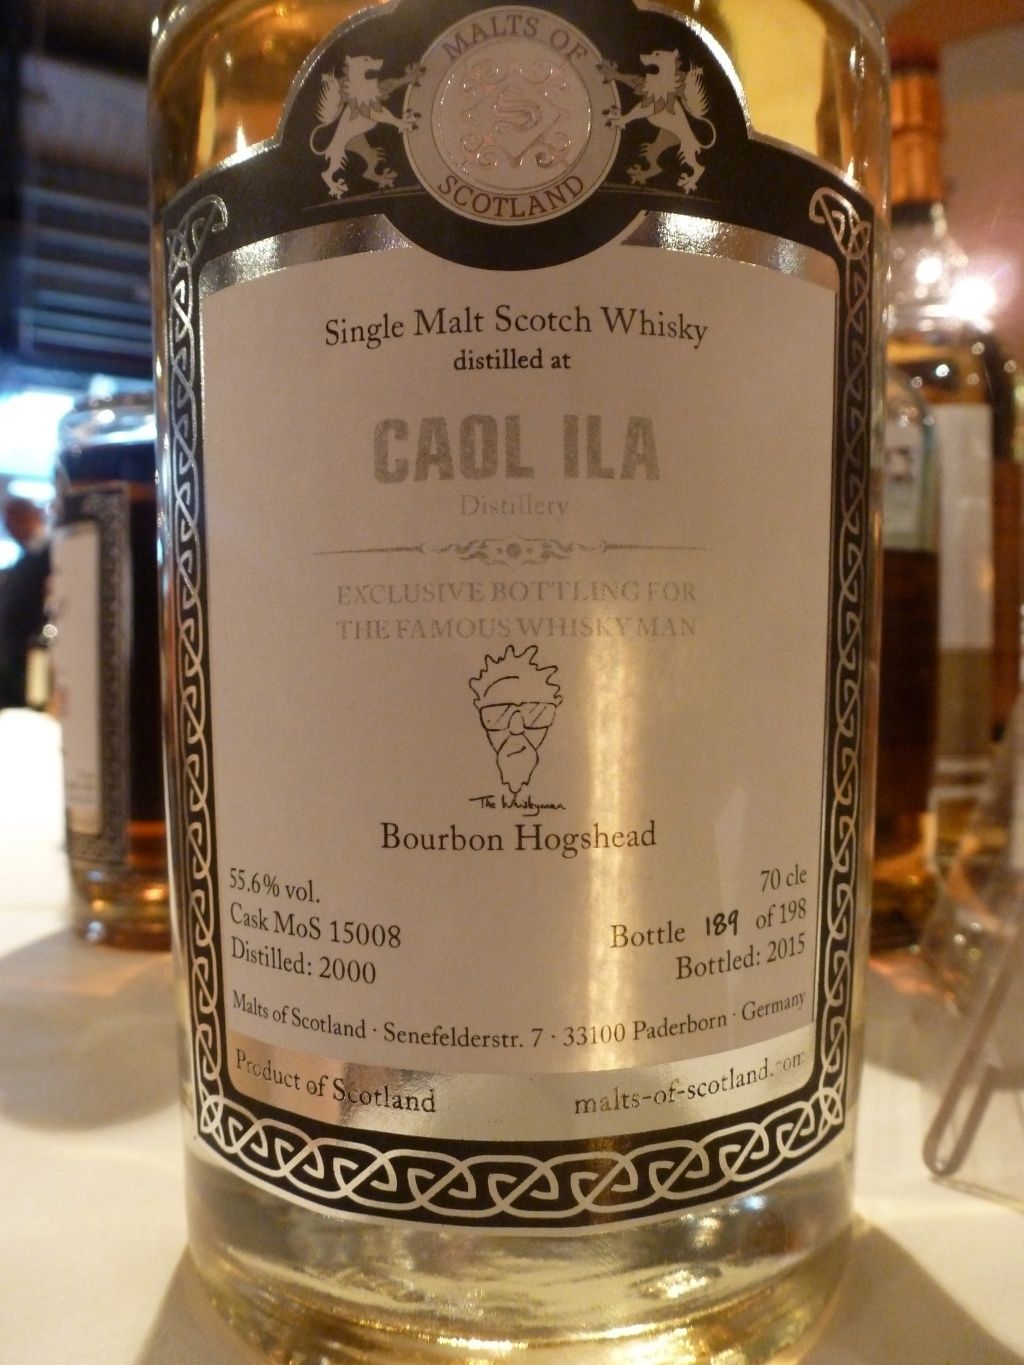 MALTS OF
S
SCOTLAND
Single Malt Scotch Whisky
distilled at
CAOL ILA
Distillery
EXCLUSIVE BOTTLING FOR
THE FAMOUS WHISKY MAN
The Whiskyman
Bourbon Hogshead
55.6% vol.
70 cle
Cask MoS 15008
Bottle 189 of 198
Distilled: 2000
Bottled: 2015
Malts of Scotland · Senefelderstr. 7 · 33100 Paderborn · Germany
Product of Scotland
malts-of-scotland.com